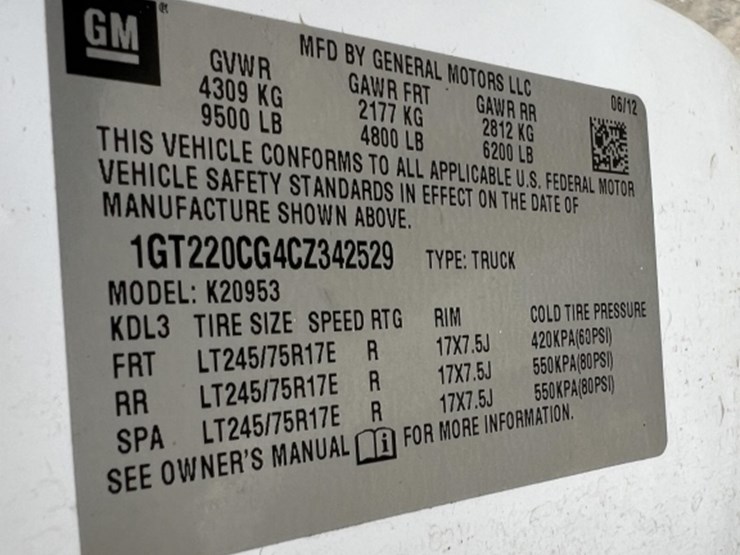 GM
MFD BY GENERAL MOTORS LLC
06/12
GVWR GAWR FRT GAWR RR
4309 KG 2177 KG 2812 KG
9500 LB 4800 LB 6200 LB
THIS VEHICLE CONFORMS TO ALL APPLICABLE U.S. FEDERAL MOTOR
VEHICLE SAFETY STANDARDS IN EFFECT ON THE DATE OF
MANUFACTURE SHOWN ABOVE.
1GT220CG4CZ342529 TYPE: TRUCK
MODEL: K20953
KDL3 TIRE SIZE SPEED RTG RIM COLD TIRE PRESSURE
FRT LT245/75R17E R 17X7.5J 420KPA(60PSI)
RR LT245/75R17E R 17X7.5J 550KPA(80PSI)
SPA LT245/75R17E R 17X7.5J 550KPA(80PSI)
SEE OWNER'S MANUAL i FOR MORE INFORMATION.